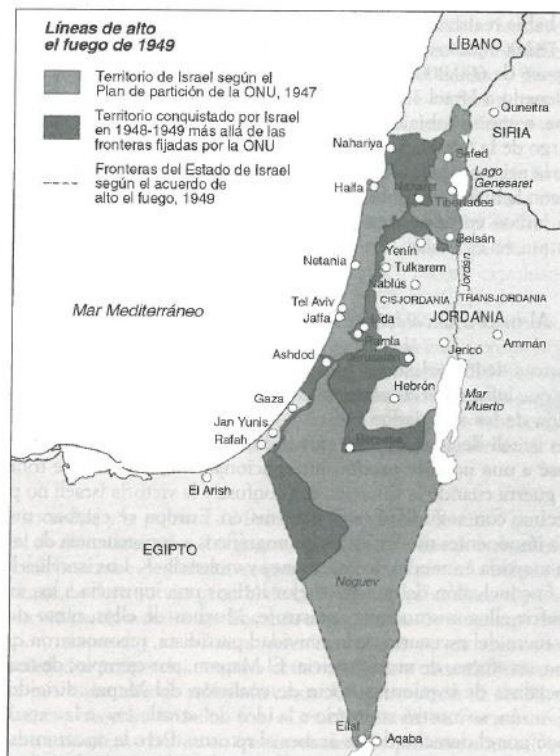 Líneas de alto
el fuego de 1949
Territorio de Israel según el
Plan de partición de la ONU, 1947
Territorio conquistado por Israel
en 1948-1949 más allá de las
fronteras fijadas por la ONU
Fronteras del Estado de Israel
según el acuerdo de
alto el fuego, 1949
LÍBANO
Quneitra
SIRIA
Nahariya
Safed
Lago
Genesaret
Haifa
Nazaret
Tiberíades
Beisán
Yenín
Netania
Tulkarem
Nablús
Jordán
Mar Mediterráneo
CISJORDANIA
TRANSJORDANIA
Tel Aviv
Jaffa
Lida
JORDANIA
Ramla
Ammán
Jericó
Ashdod
Jerusalén
Hebrón
Mar
Muerto
Gaza
Jan Yunis
Rafah
Berseba
El Arish
EGIPTO
Neguev
Eilat
Aqaba